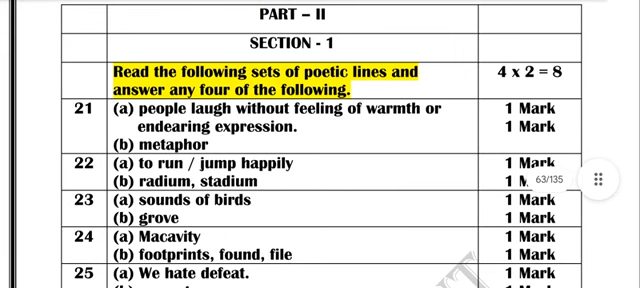 PART – II
SECTION - 1
Read the following sets of poetic lines and 4 x 2 = 8
answer any four of the following.
21 (a) people laugh without feeling of warmth or 1 Mark
endearing expression. 1 Mark
(b) metaphor
22 (a) to run / jump happily 1 Mark
(b) radium, stadium 1
63/135
23 (a) sounds of birds 1 Mark
(b) grove 1 Mark
24 (a) Macavity 1 Mark
(b) footprints, found, file 1 Mark
25 (a) We hate defeat. 1 Mark